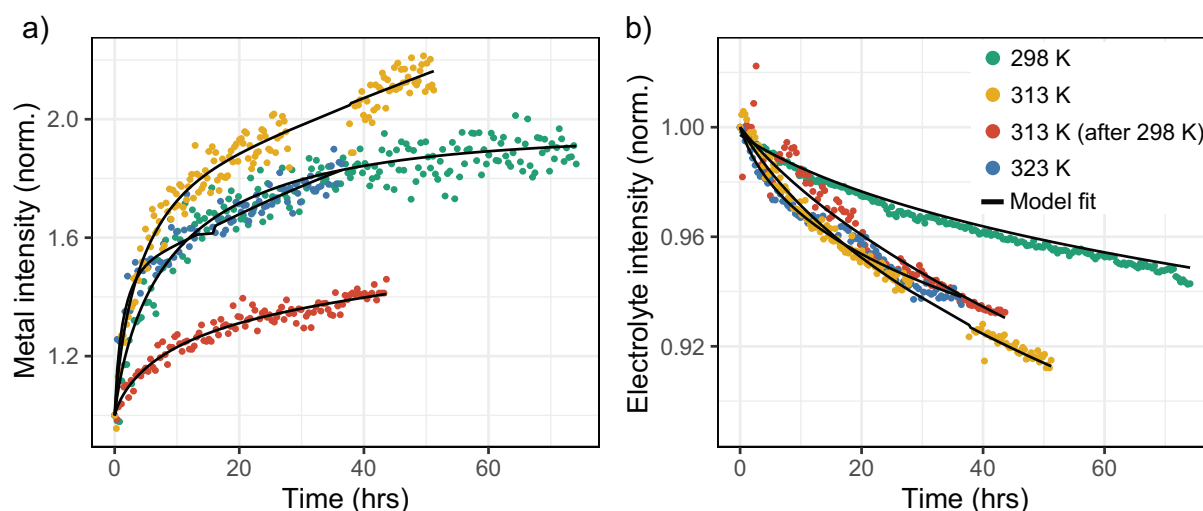 a)
Metal intensity (norm.)
2.0
1.6
1.2
0
20
40
60
Time (hrs)
b)
Electrolyte intensity (norm.)
1.00
0.96
0.92
0
20
40
60
Time (hrs)
298 K
313 K
313 K (after 298 K)
323 K
Model fit